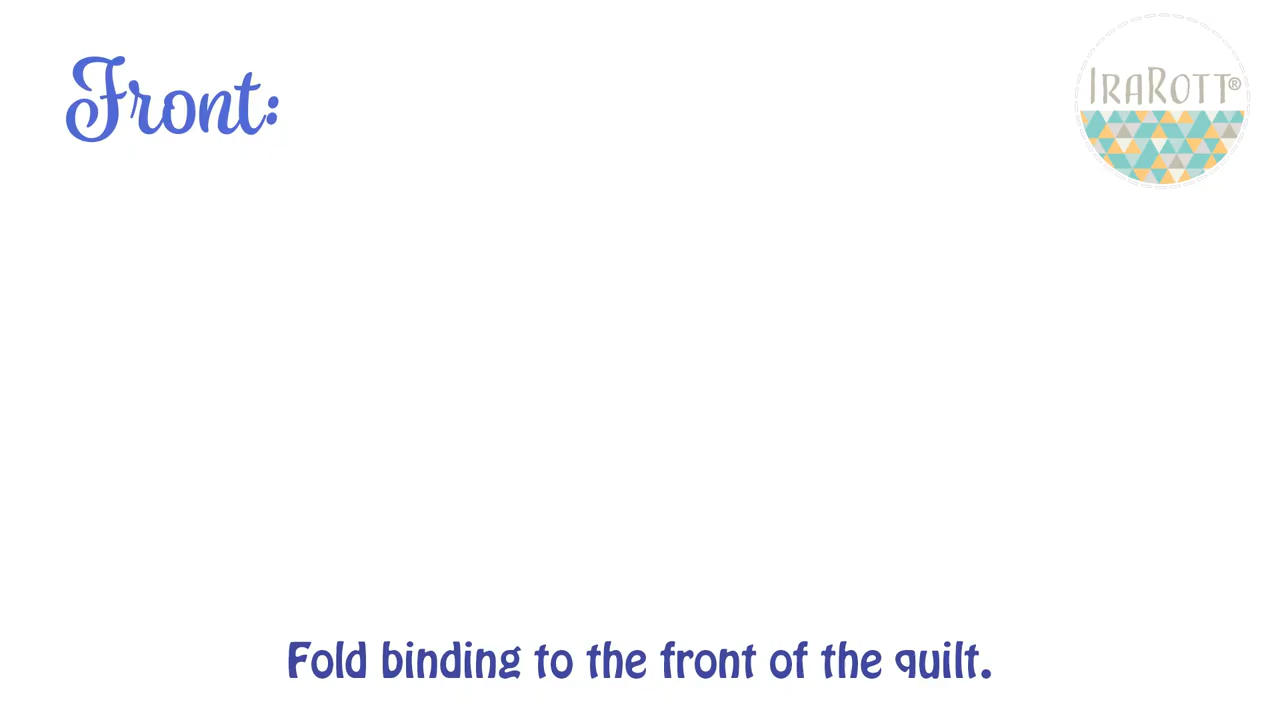 Front:
IRAROTT®
Fold binding to the front of the quilt.